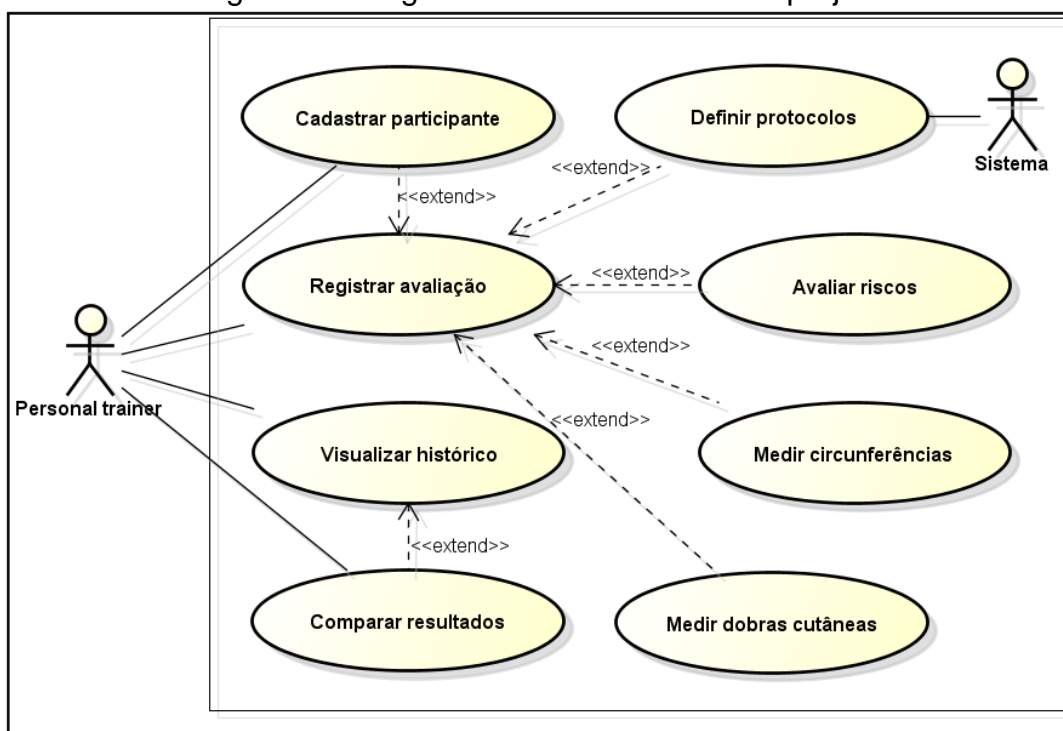 Cadastrar participante
Definir protocolos
Sistema
<<extend>>
<<extend>>
Registrar avaliação
<<extend>>
Avaliar riscos
<<extend>>
Personal trainer
<<extend>>
Visualizar histórico
Medir circunferências
<<extend>>
Comparar resultados
Medir dobras cutâneas